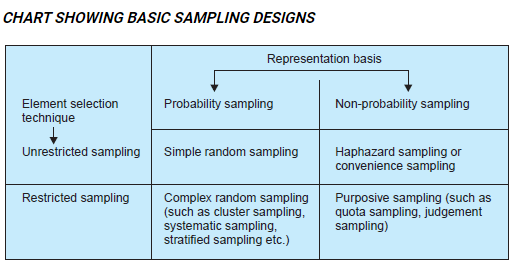 CHART SHOWING BASIC SAMPLING DESIGNS
Representation basis
Element selection
technique
Probability sampling
Non-probability sampling
Unrestricted sampling
Simple random sampling
Haphazard sampling or
convenience sampling
Restricted sampling
Complex random sampling
(such as cluster sampling,
systematic sampling,
stratified sampling etc.)
Purposive sampling (such as
quota sampling, judgement
sampling)